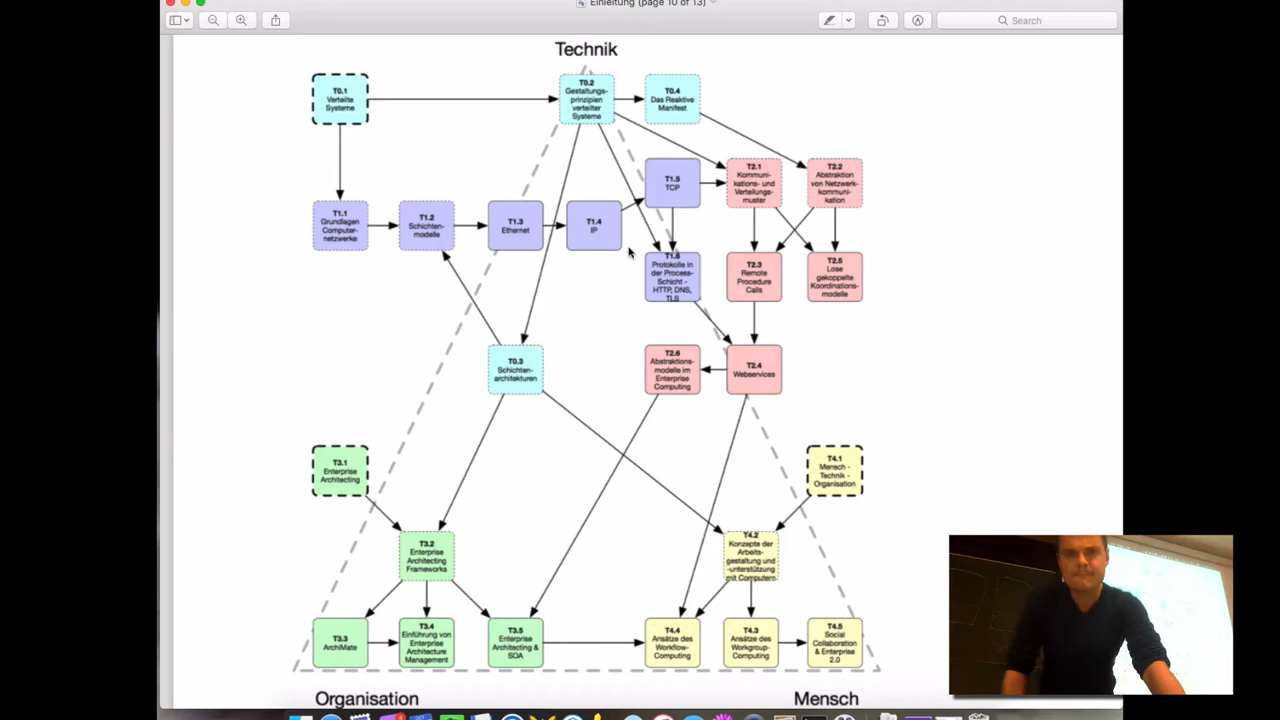 Einleitung (page 10 of 13)
Search
Technik
T0.1
Verteilte
Systeme
T0.2
Gestaltungs-
prinzipien
verteilter
Systeme
T0.4
Das Reaktive
Manifest
T1.5
TCP
T2.1
Kommuni-
kations- und
Verteilungs-
muster
T2.2
Abstraktion
von Netzwerk-
kommuni-
kation
T1.1
Grundlagen
Computer-
netzwerke
T1.2
Schichten-
modelle
T1.3
Ethernet
T1.4
IP
T1.6
Protokolle in
der Process-
Schicht -
HTTP, DNS,
TLS
T2.3
Remote
Procedure
Calls
T2.5
Lose
gekoppelte
Koordinations-
modelle
T0.3
Schichten-
architekturen
T2.6
Abstraktions-
modelle im
Enterprise
Computing
T2.4
Webservices
T3.1
Enterprise
Architecting
T4.1
Mensch -
Technik -
Organisation
T3.2
Enterprise
Architecting
Frameworks
T4.2
Konzepte der
Arbeits-
gestaltung und
-unterstützung
mit Computern
T3.3
ArchiMate
T3.4
Einführung von
Enterprise
Architecture
Management
T3.5
Enterprise
Architecting &
SOA
T4.4
Ansätze des
Workflow-
Computing
T4.3
Ansätze des
Workgroup-
Computing
T4.5
Social
Collaboration
& Enterprise
2.0
Organisation
Mensch